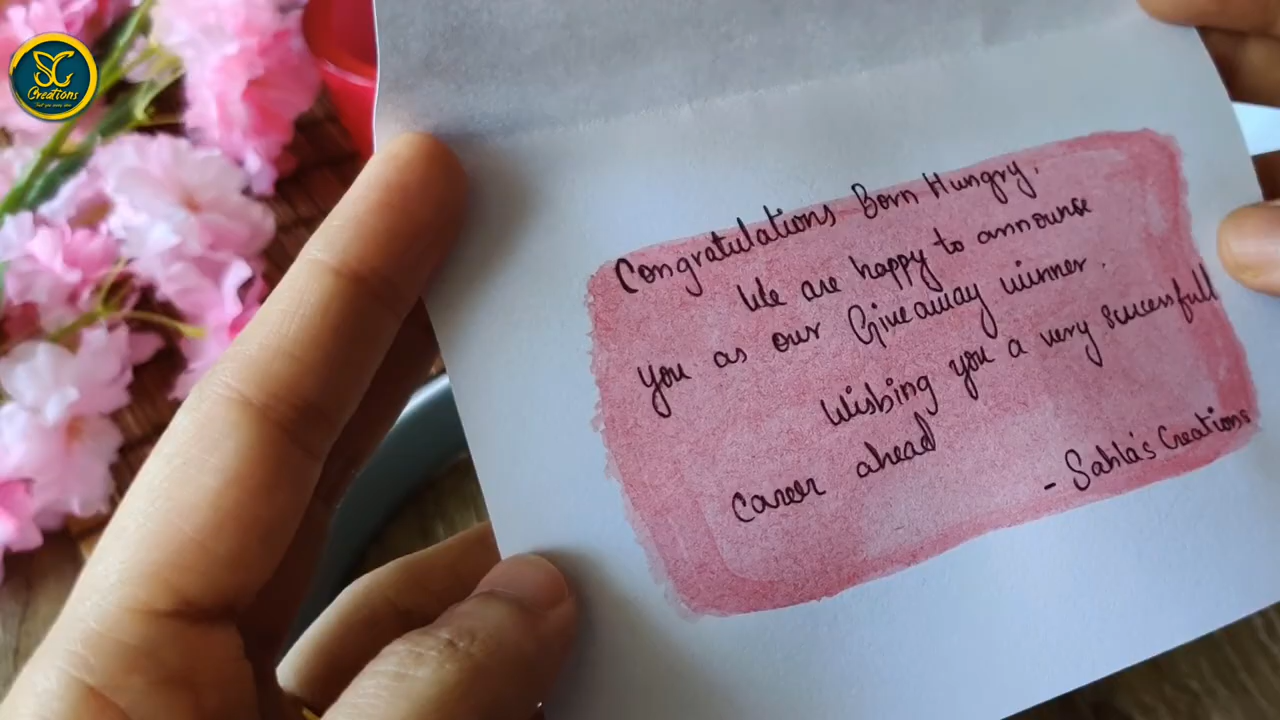 SC
Creations
Congratulations Born Hungry,
We are happy to announce
you as our Giveaway winner.
Wishing you a very successfull
career ahead
- Sahla's Creations